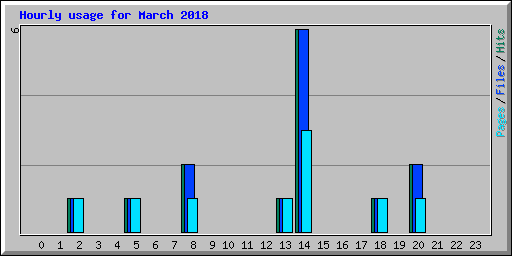 Hourly usage for March 2018
6
Pages/Files/Hits
0 1 2 3 4 5 6 7 8 9 10 11 12 13 14 15 16 17 18 19 20 21 22 23